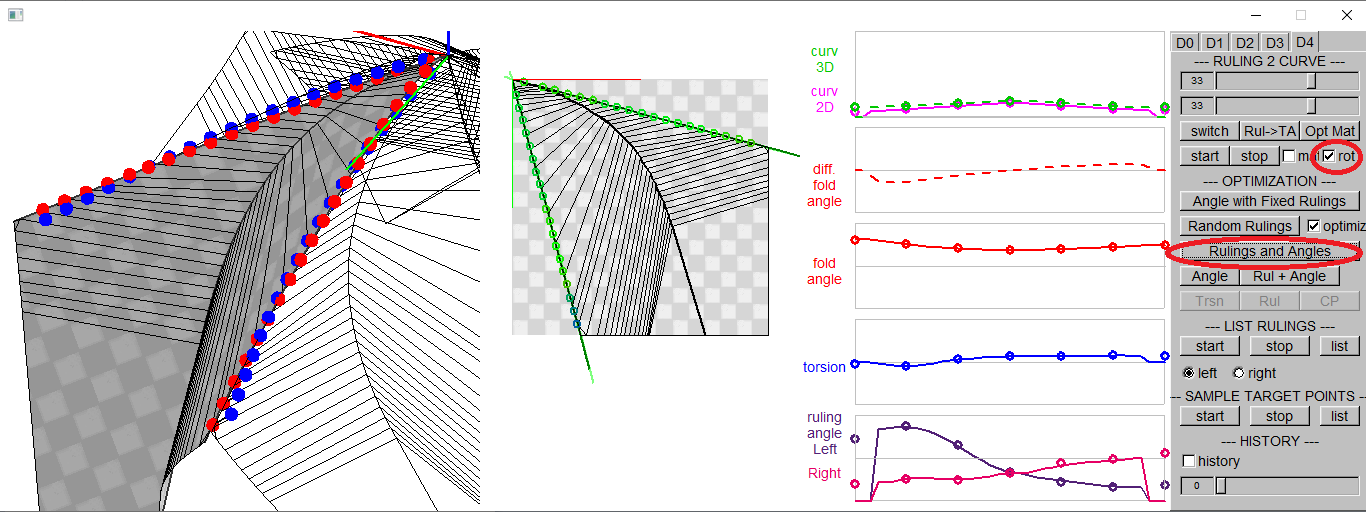 curv
3D
curv
2D
diff.
fold
angle
fold
angle
torsion
ruling
angle
Left
Right
D0 D1 D2 D3 D4
--- RULING 2 CURVE ---
33
33
switch Rul->TA Opt Mat
start stop rot
--- OPTIMIZATION ---
Angle with Fixed Rulings
Random Rulings optimiz
Rulings and Angles
Angle Rul + Angle
Trsn Rul CP
--- LIST RULINGS ---
start stop list
left right
-- SAMPLE TARGET POINTS --
start stop list
--- HISTORY ---
history
0